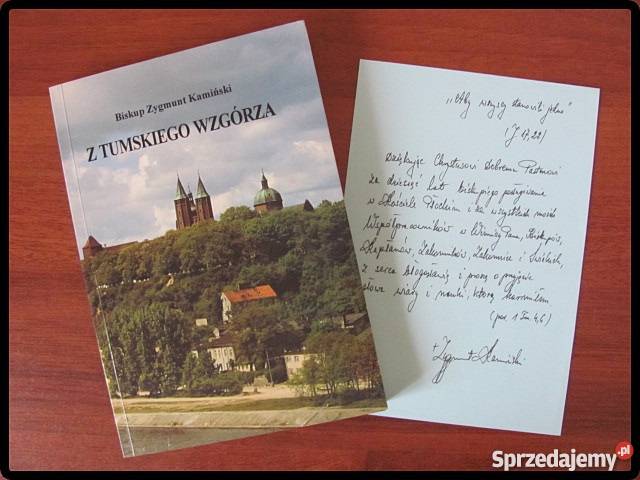 Biskup Zygmunt Kamiński
Z TUMSKIEGO WZGÓRZA
„Aby wszyscy stanowili jedno”
(J 17,22)
Dziękuję Chrystusowi Dobremu Pasterzowi
za dziesięć lat biskupiego posługiwania
w Kościele Płockim i za wszystkich moich
Współpracowników w Winnicy Pana, Biskupów,
Kapłanów, Zakonników, Zakonnice i Świeckich,
z serca błogosławię i proszę o przyjęcie
słowa wiary i nauki, którą karmiłem
(por. 1 Tm 4,6)
+ Zygmunt Kamiński
Sprzedajemy.pl